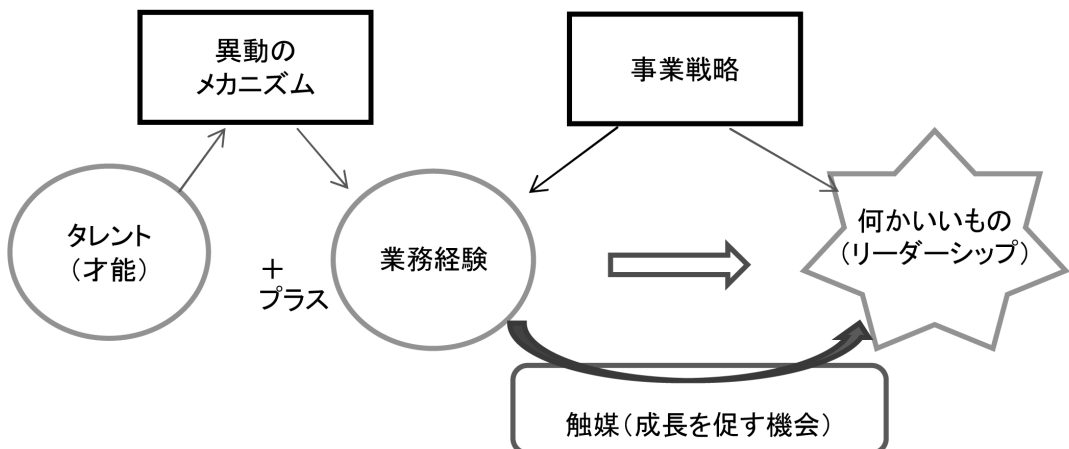 異動の
メカニズム
事業戦略
タレント
（才能）
＋
プラス
業務経験
何かいいもの
（リーダーシップ）
触媒（成長を促す機会）